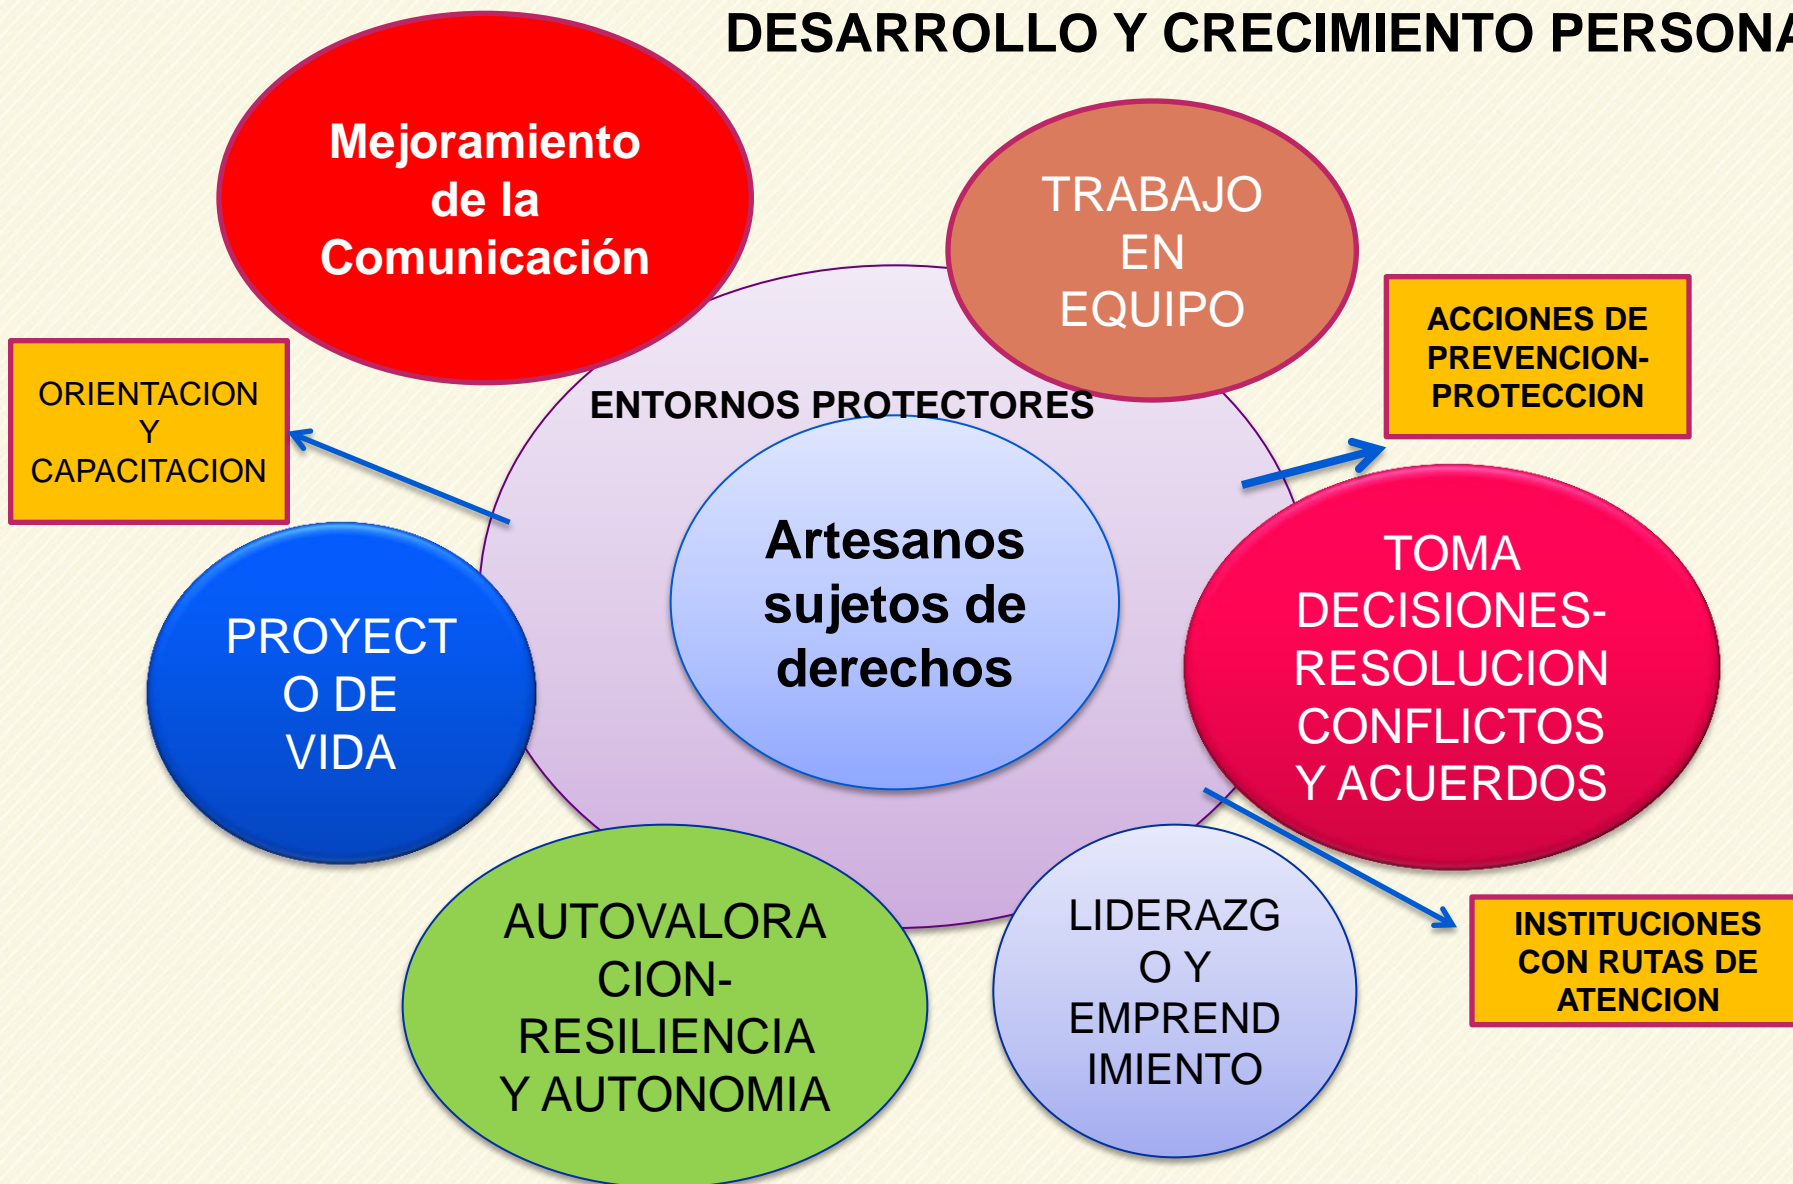 DESARROLLO Y CRECIMIENTO PERSONA
Mejoramiento
de la
Comunicación
TRABAJO
EN
EQUIPO
ACCIONES DE
PREVENCION-
PROTECCION
ORIENTACION
Y
CAPACITACION
ENTORNOS PROTECTORES
Artesanos
sujetos de
derechos
TOMA
DECISIONES-
RESOLUCION
CONFLICTOS
Y ACUERDOS
PROYECT
O DE
VIDA
AUTOVALORA
CION-
RESILIENCIA
Y AUTONOMIA
LIDERAZG
O Y
EMPREND
IMIENTO
INSTITUCIONES
CON RUTAS DE
ATENCION